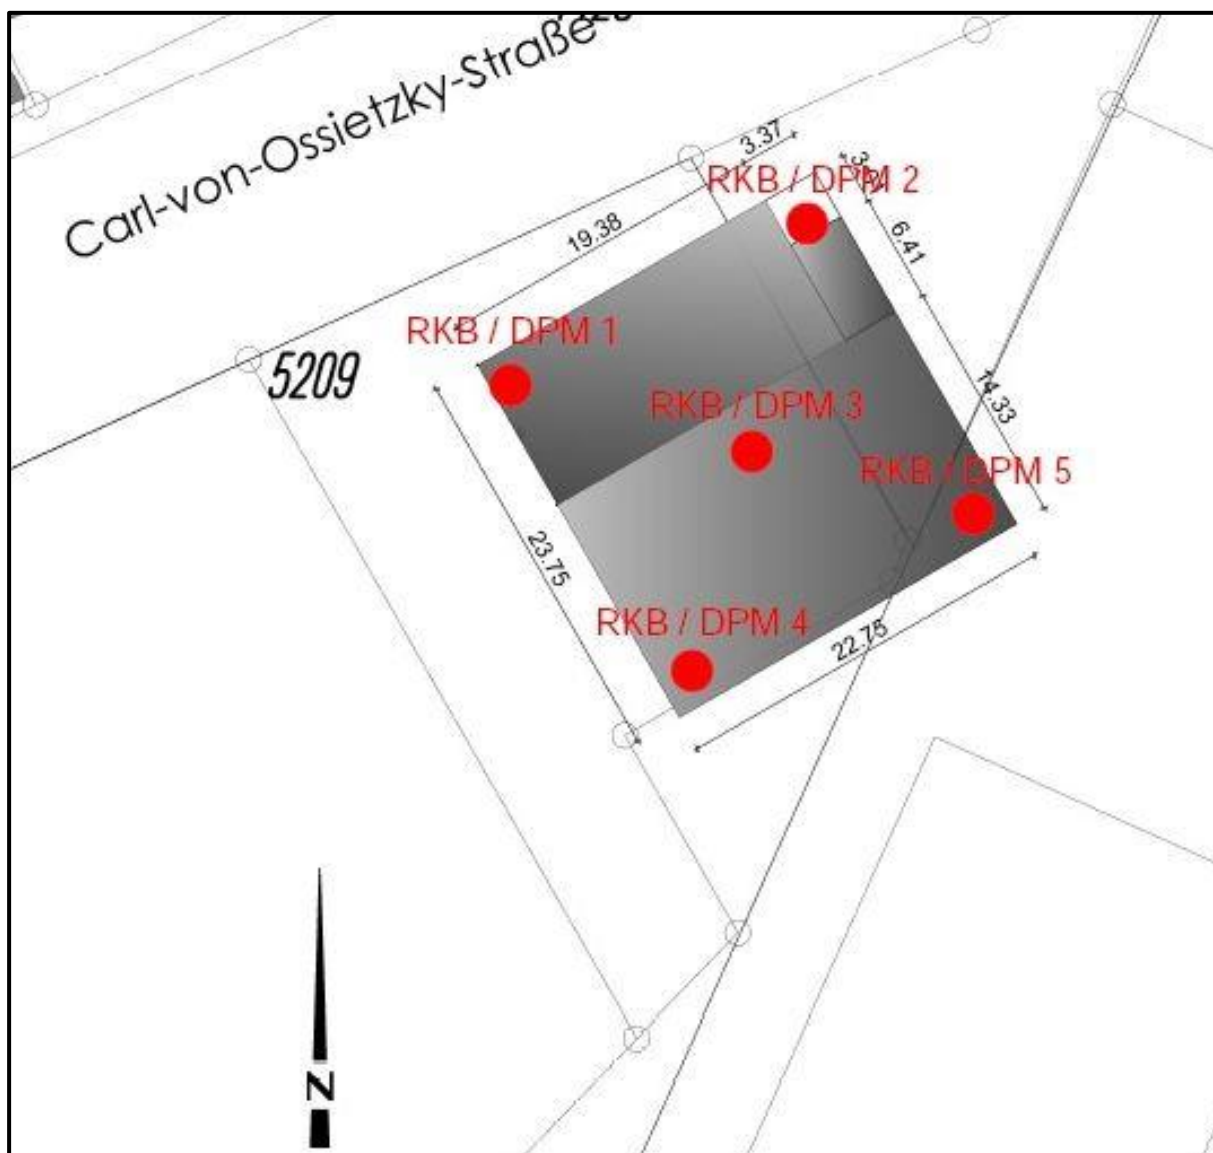 Carl-von-Ossietzky-Straße
3.37
RKB / DPM 2
19.38
6.41
RKB / DPM 1
5209
14.33
RKB / DPM 3
RKB / DPM 5
23.75
RKB / DPM 4
22.75
N